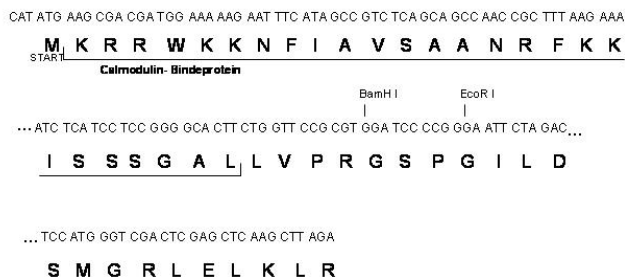 CAT ATG AAG CGA CGA TGG AAA AAG AAT TTC ATA GCC GTC TCA GCA GCC AAC CGC TTT AAG AAA
M K R R W K K N F I A V S A A N R F K K
START
Calmodulin- Bindeprotein
BamH I EcoR I
... ATC TCA TCC TCC GGG GCA CTT CTG GTT CCG CGT GGA TCC CCG GGA ATT CTA GAC...
I S S S G A L L V P R G S P G I L D
... TCC ATG GGT CGA CTC GAG CTC AAG CTT AGA
S M G R L E L K L R